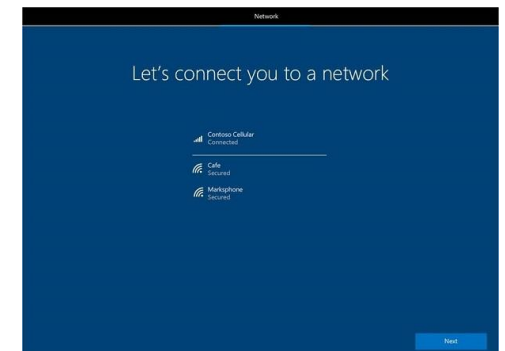 Network
Let's connect you to a network
Contoso Cellular
Connected
Cafe
Secured
Marksphone
Secured
Next